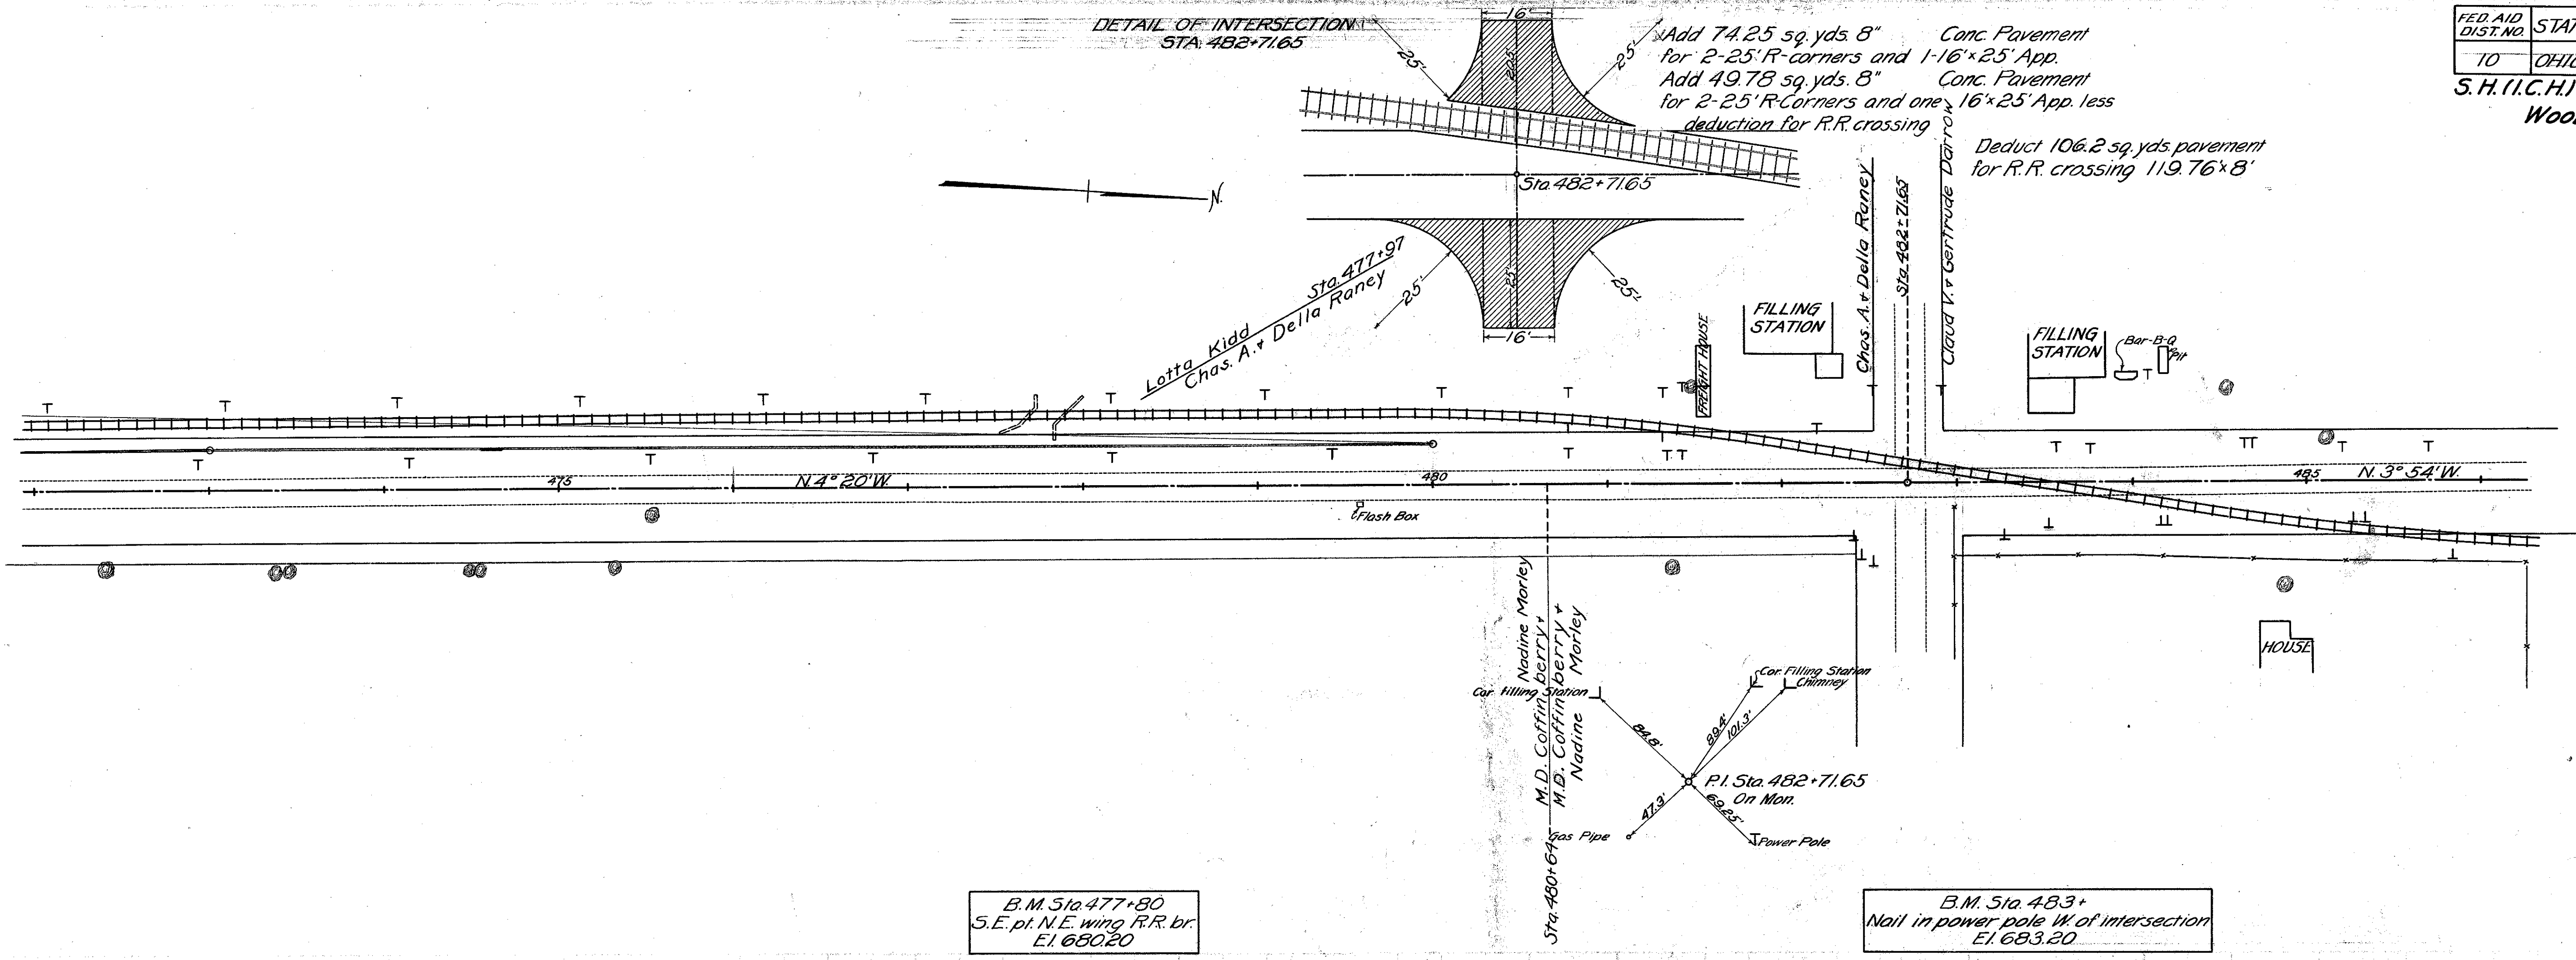 DETAIL OF INTERSECTION
STA. 482+71.65
16'
20.5'
25'
25'
Add 74.25 sq. yds. 8" Conc. Pavement
for 2-25' R-corners and 1-16'x25' App.
Add 49.78 sq. yds. 8" Conc. Pavement
for 2-25' R-Corners and one 16'x25' App. less
deduction for R.R. crossing
Deduct 106.2 sq. yds. pavement
for R.R. crossing 119.76'x8'
FED. AID
DIST. NO.
10
S.H.(I.C.H.)
N.
Sta. 482+71.65
25'
25'
25'
16'
Lotta Kidd
Sta. 477+97
Chas. A. & Della Raney
FREIGHT HOUSE
FILLING
STATION
Chas. A. & Della Raney
Sta. 482+71.65
Claud V. & Gertrude Darrow
FILLING
STATION
Bar-B-Q
Pit
475
N. 4° 20' W.
480
485
N. 3° 54' W.
Flash Box
Nadine Morley
M.D. Coffinberry &
M.D. Coffinberry &
Nadine Morley
Sta. 480+64
HOUSE
Cor. Filling Station
Cor. Filling Station
Chimney
84.8'
89.4'
101.3'
P.I. Sta. 482+71.65
On Mon.
47.3'
69.25'
Gas Pipe
Power Pole
B.M. Sta. 477+80
S.E. pt. N.E. wing R.R. br.
El. 680.20
B.M. Sta. 483+
Nail in power pole W. of intersection
El. 683.20